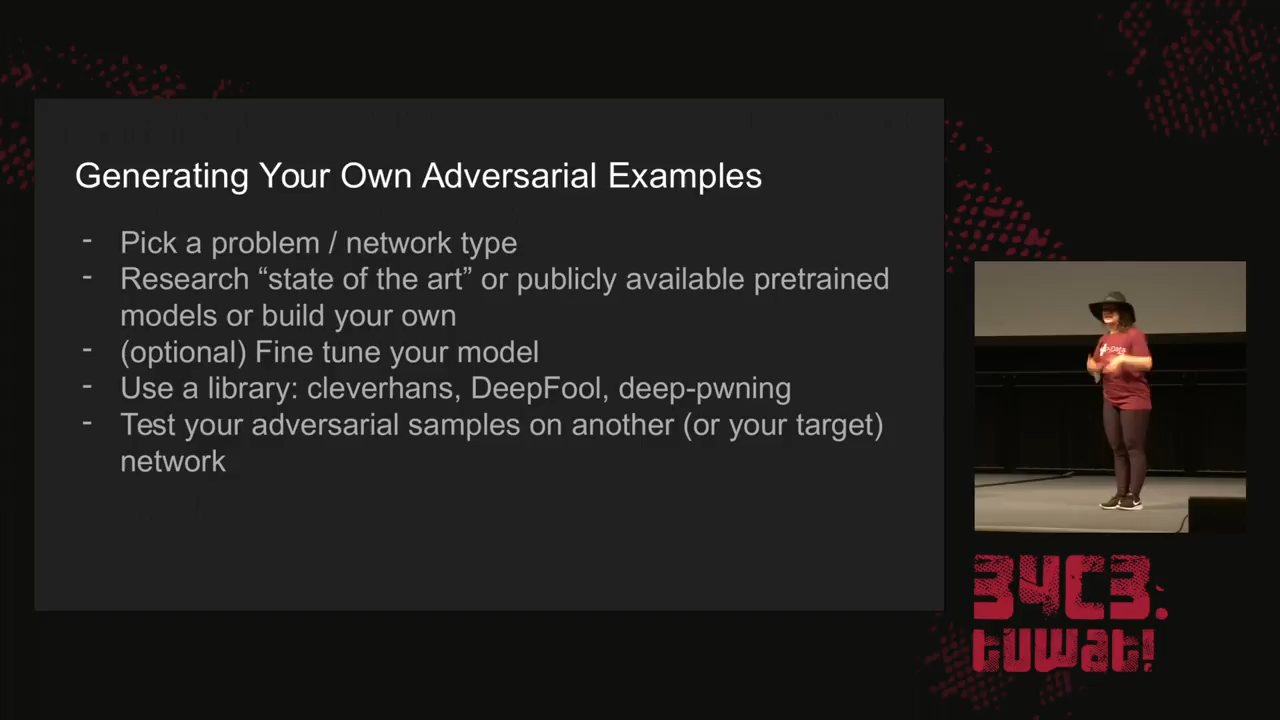 Generating Your Own Adversarial Examples
- Pick a problem / network type
- Research “state of the art” or publicly available pretrained
models or build your own
- (optional) Fine tune your model
- Use a library: cleverhans, DeepFool, deep-pwning
- Test your adversarial samples on another (or your target)
network
34C3.
tuwat!